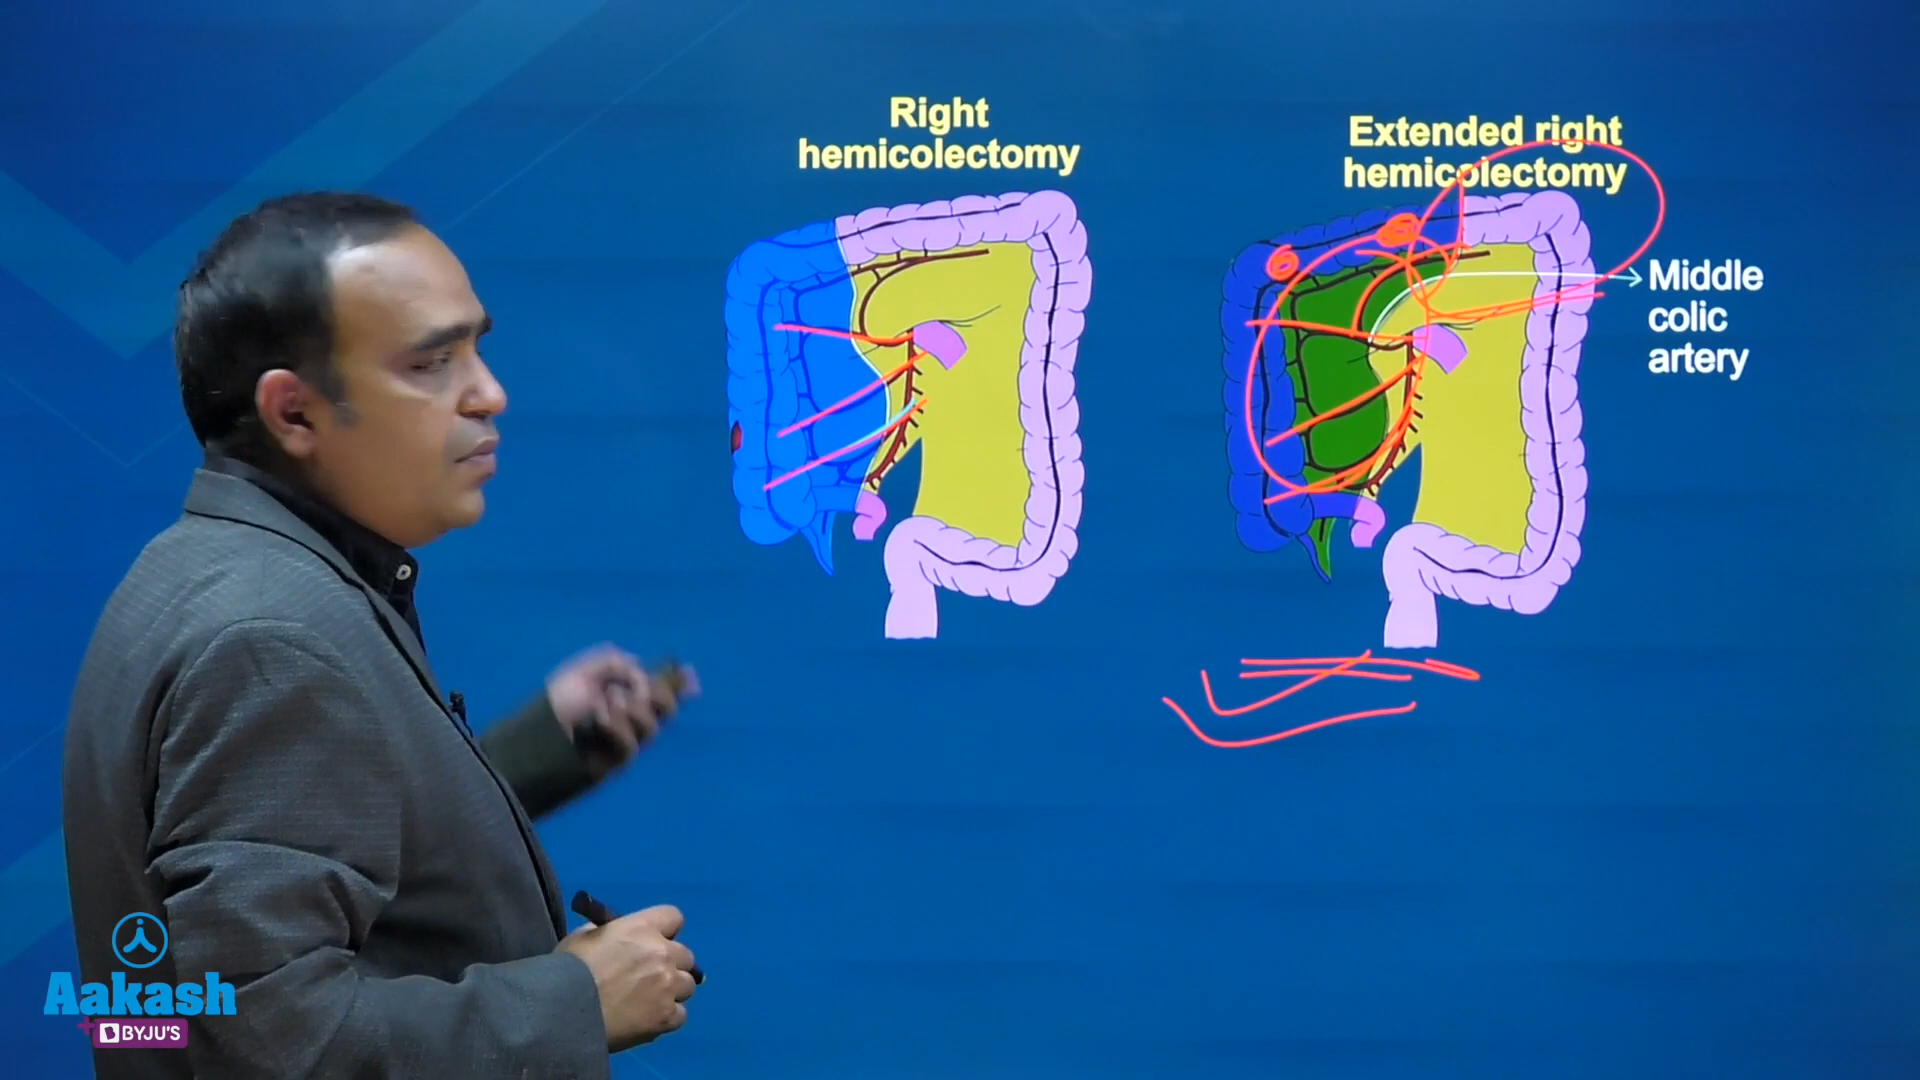 Right
hemicolectomy
Extended right
hemicolectomy
Middle
colic
artery
Aakash
+ BYJU'S